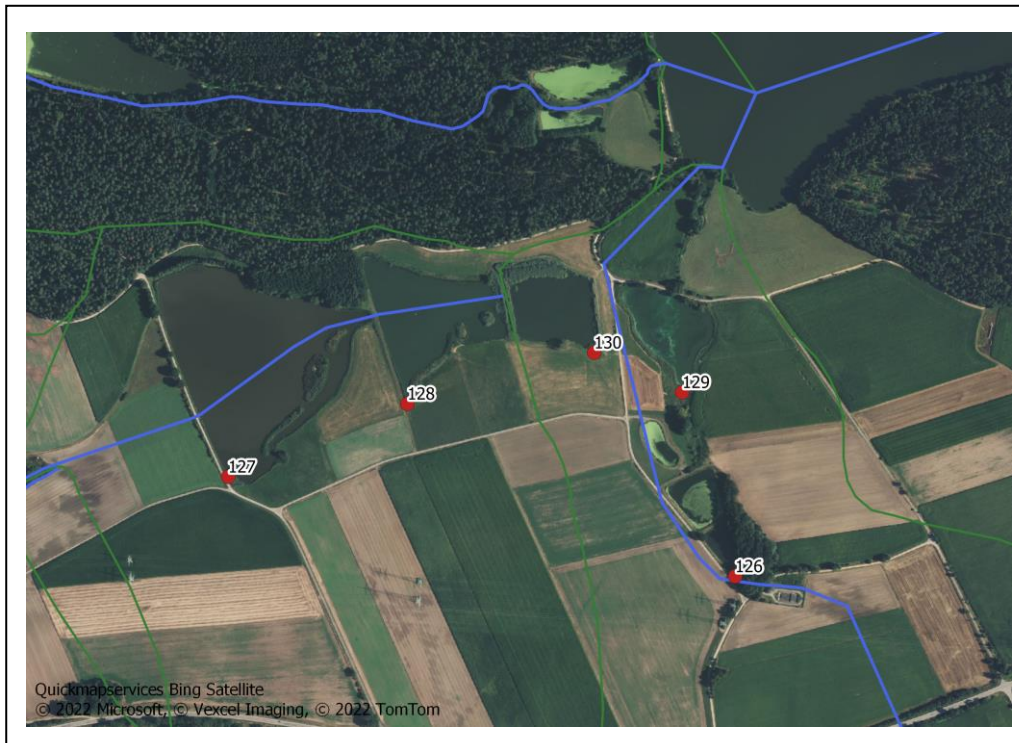 130
129
128
127
126
Quickmapservices Bing Satellite
© 2022 Microsoft, © Vexcel Imaging, © 2022 TomTom